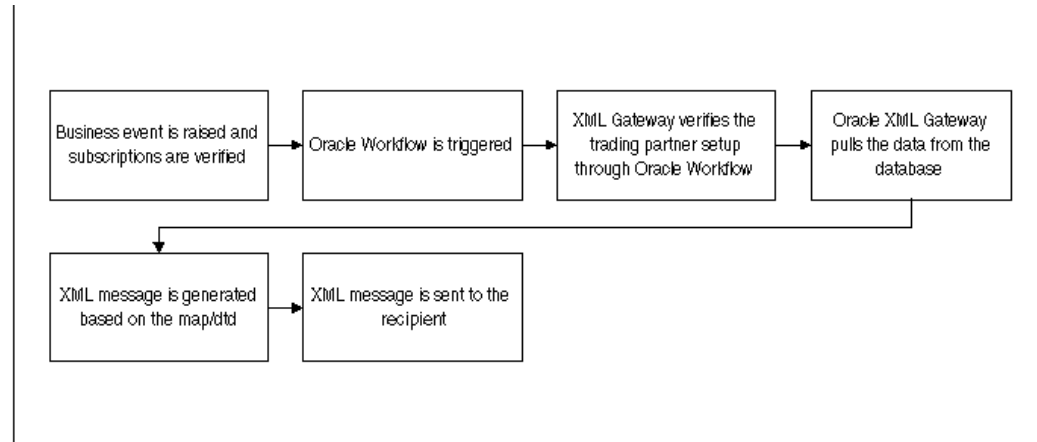 Business event is raised and
subscriptions are verified
Oracle Workflow is triggered
XML Gateway verifies the
trading partner setup
through Oracle Workflow
Oracle XML Gateway
pulls the data from the
database
XML message is generated
based on the map/dtd
XML message is sent to the
recipient